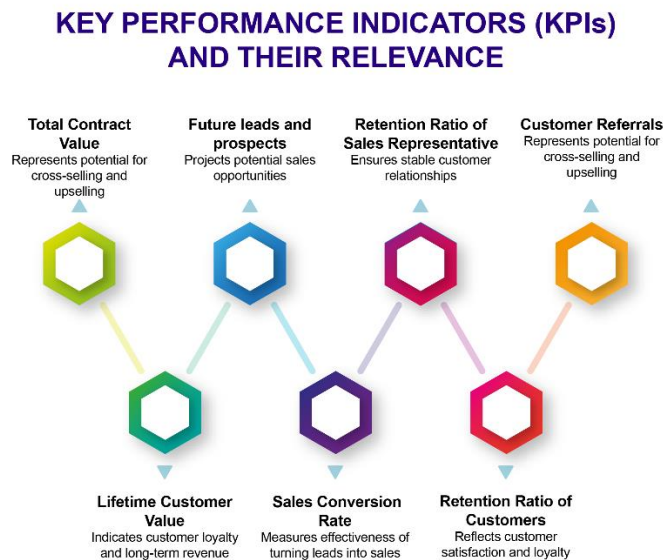 KEY PERFORMANCE INDICATORS (KPIs)
AND THEIR RELEVANCE
Total Contract
Value
Represents potential for
cross-selling and
upselling
Future leads and
prospects
Projects potential sales
opportunities
Retention Ratio of
Sales Representative
Ensures stable customer
relationships
Customer Referrals
Represents potential for
cross-selling and
upselling
Lifetime Customer
Value
Indicates customer loyalty
and long-term revenue
Sales Conversion
Rate
Measures effectiveness of
turning leads into sales
Retention Ratio of
Customers
Reflects customer
satisfaction and loyalty